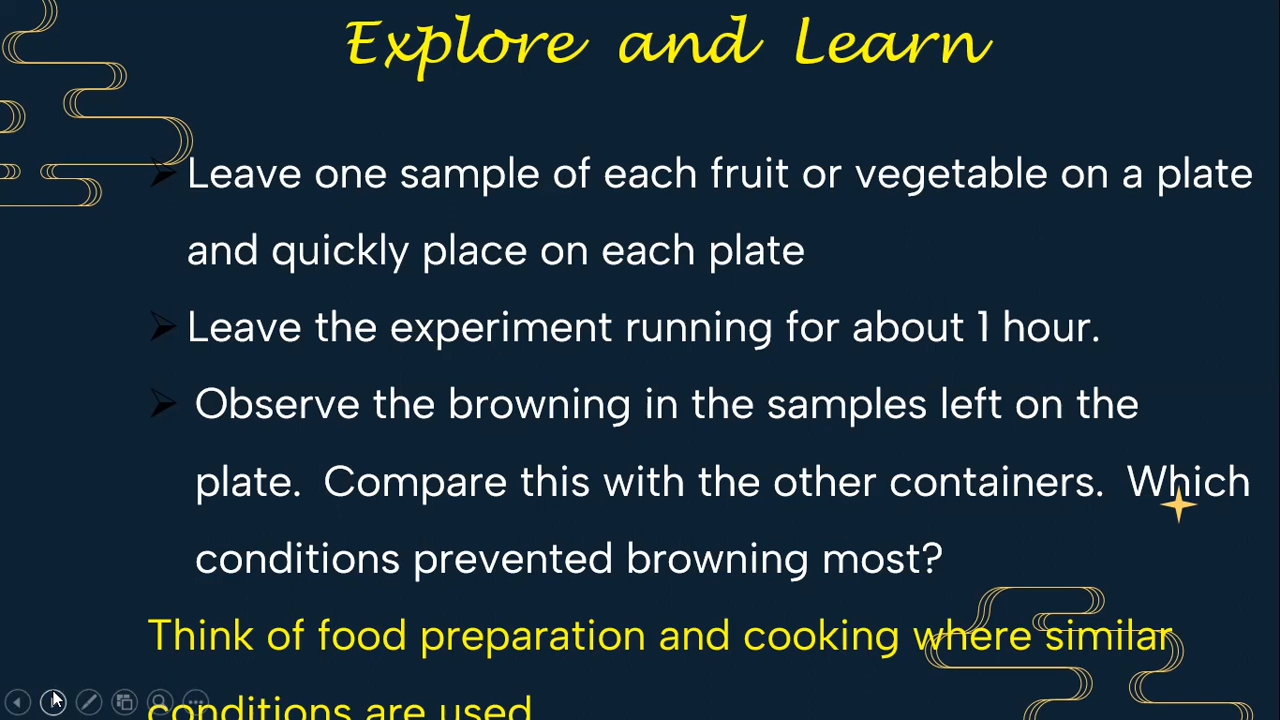 Explore and Learn
Leave one sample of each fruit or vegetable on a plate
and quickly place on each plate
Leave the experiment running for about 1 hour.
Observe the browning in the samples left on the
plate.  Compare this with the other containers.  Which
conditions prevented browning most?
Think of food preparation and cooking where similar
conditions are used